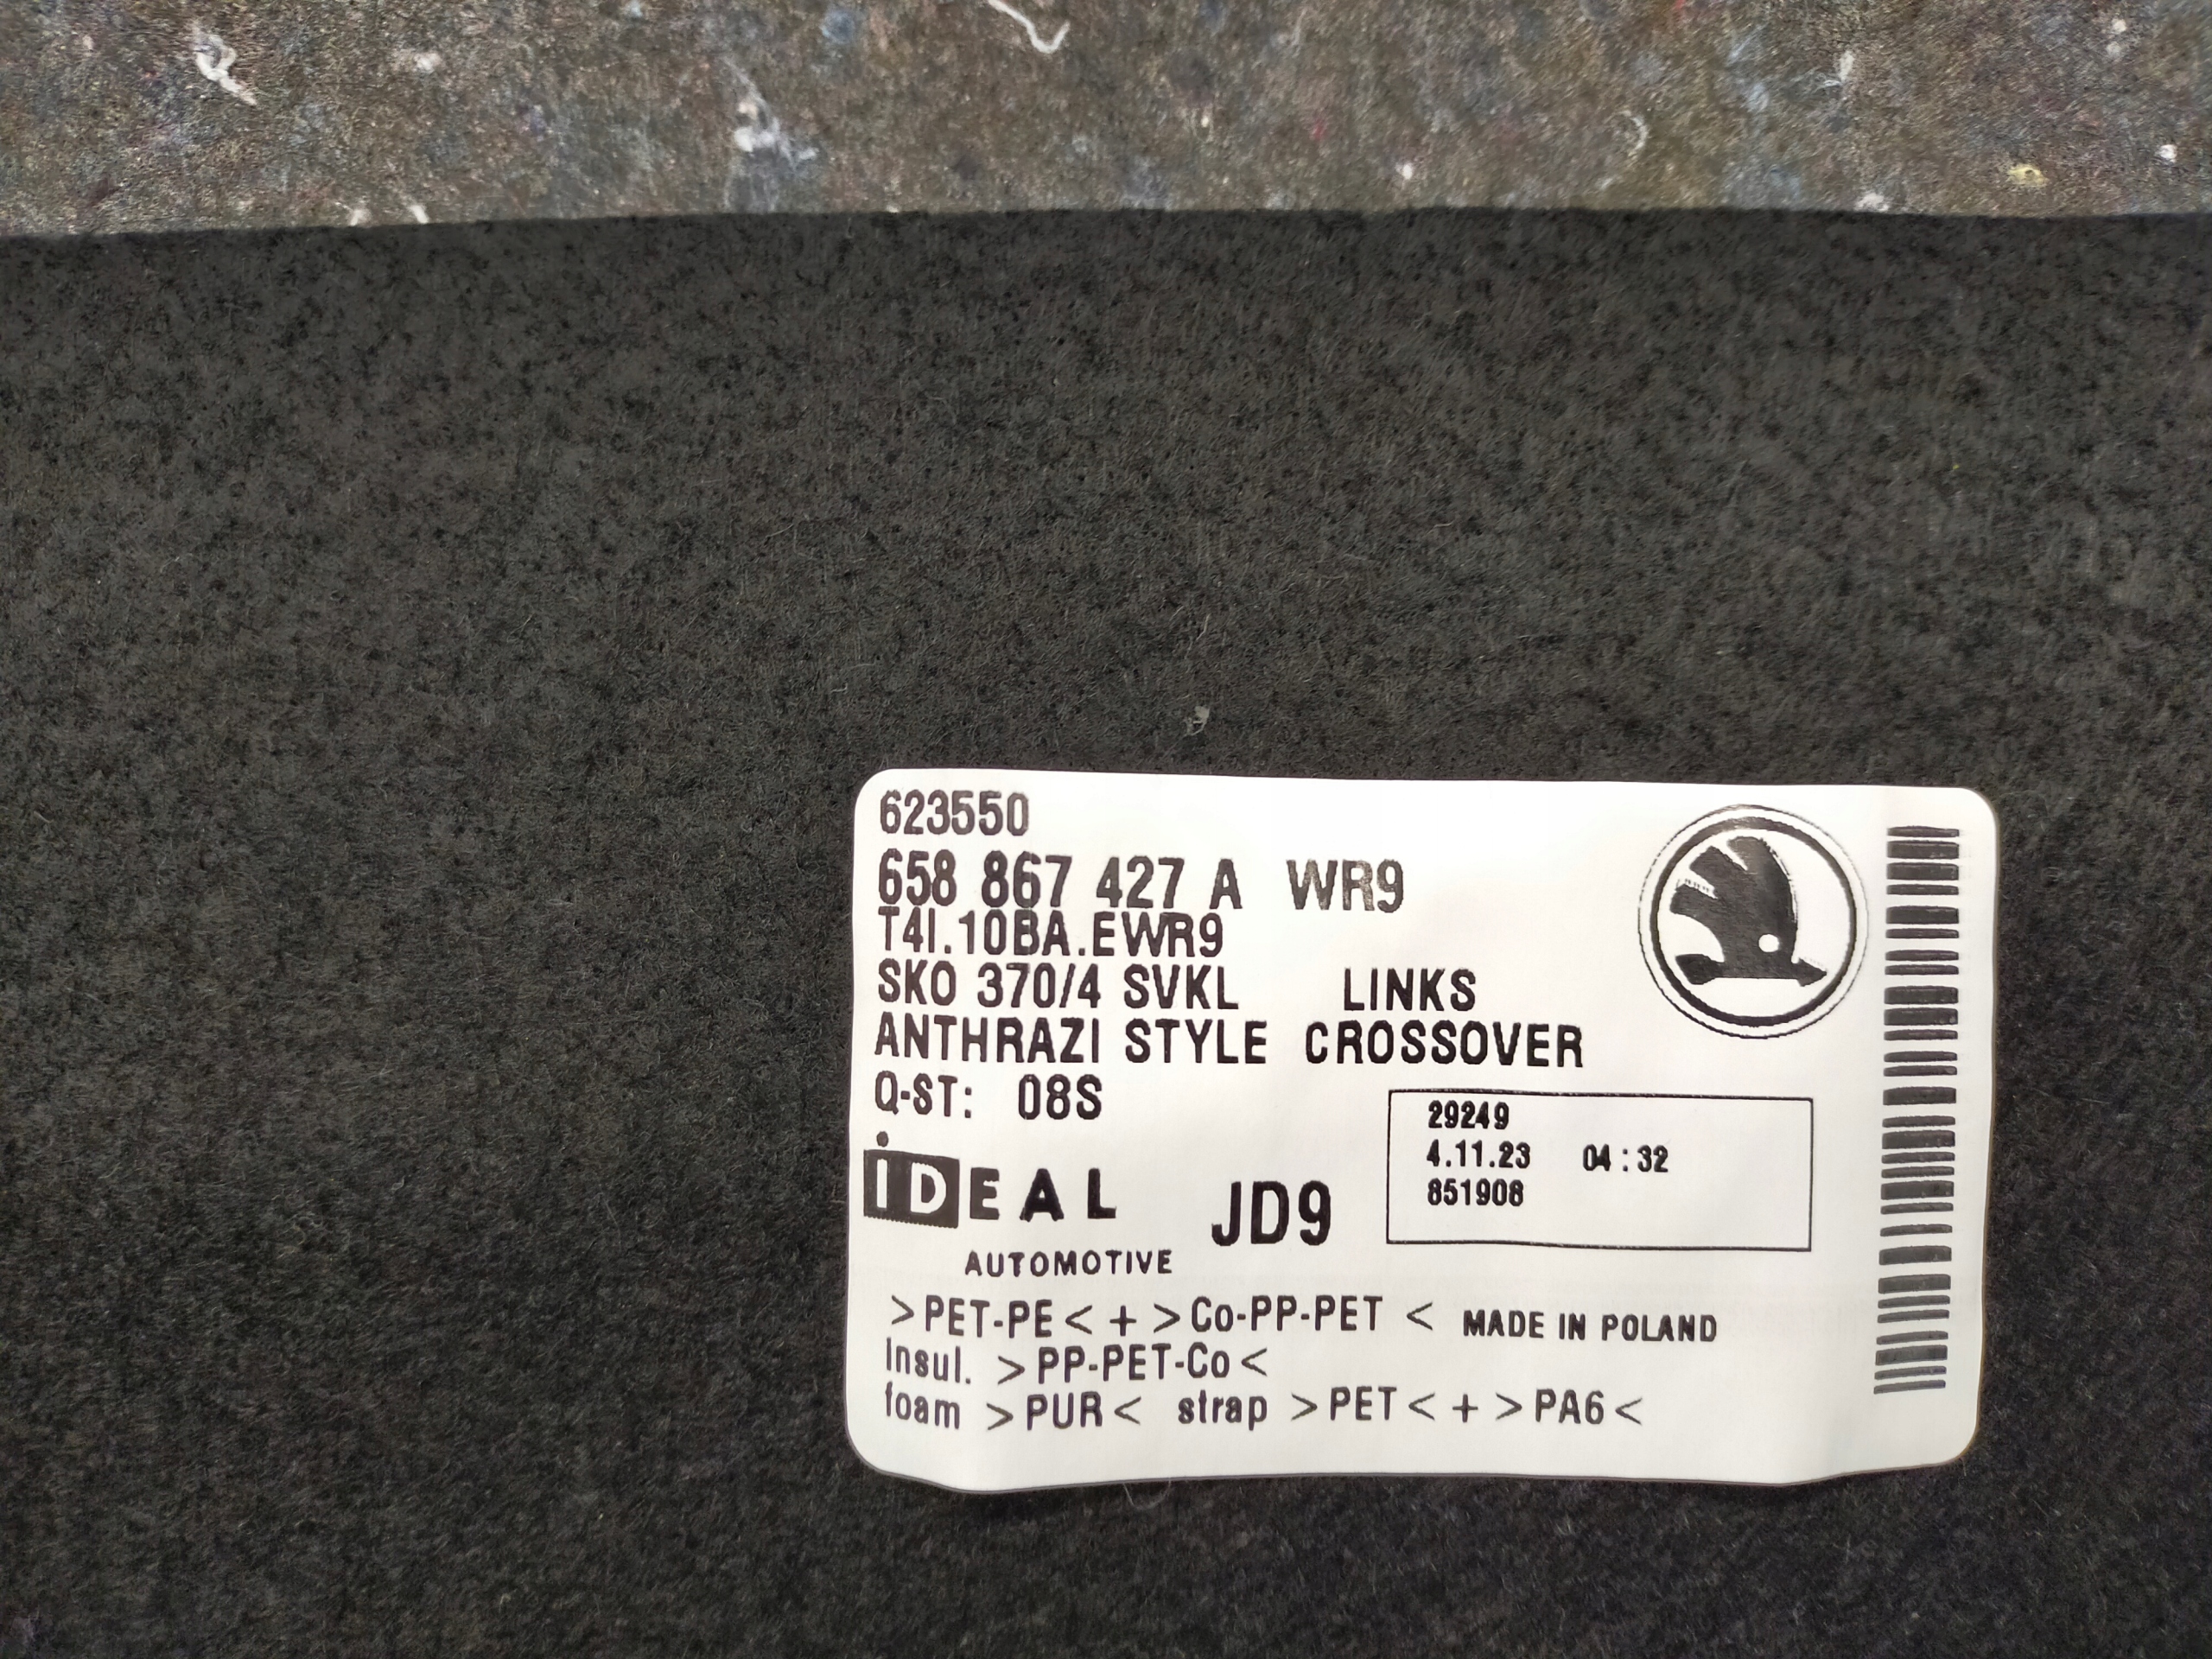 623550
658 867 427 A WR9
T4I.10BA.EWR9
SKO 370/4 SVKL LINKS
ANTHRAZI STYLE CROSSOVER
Q-ST: 08S
29249
4.11.23 04:32
851908
iDEAL
AUTOMOTIVE
JD9
>PET-PE< + >Co-PP-PET < MADE IN POLAND
Insul. >PP-PET-Co<
foam >PUR< strap >PET< + >PA6<